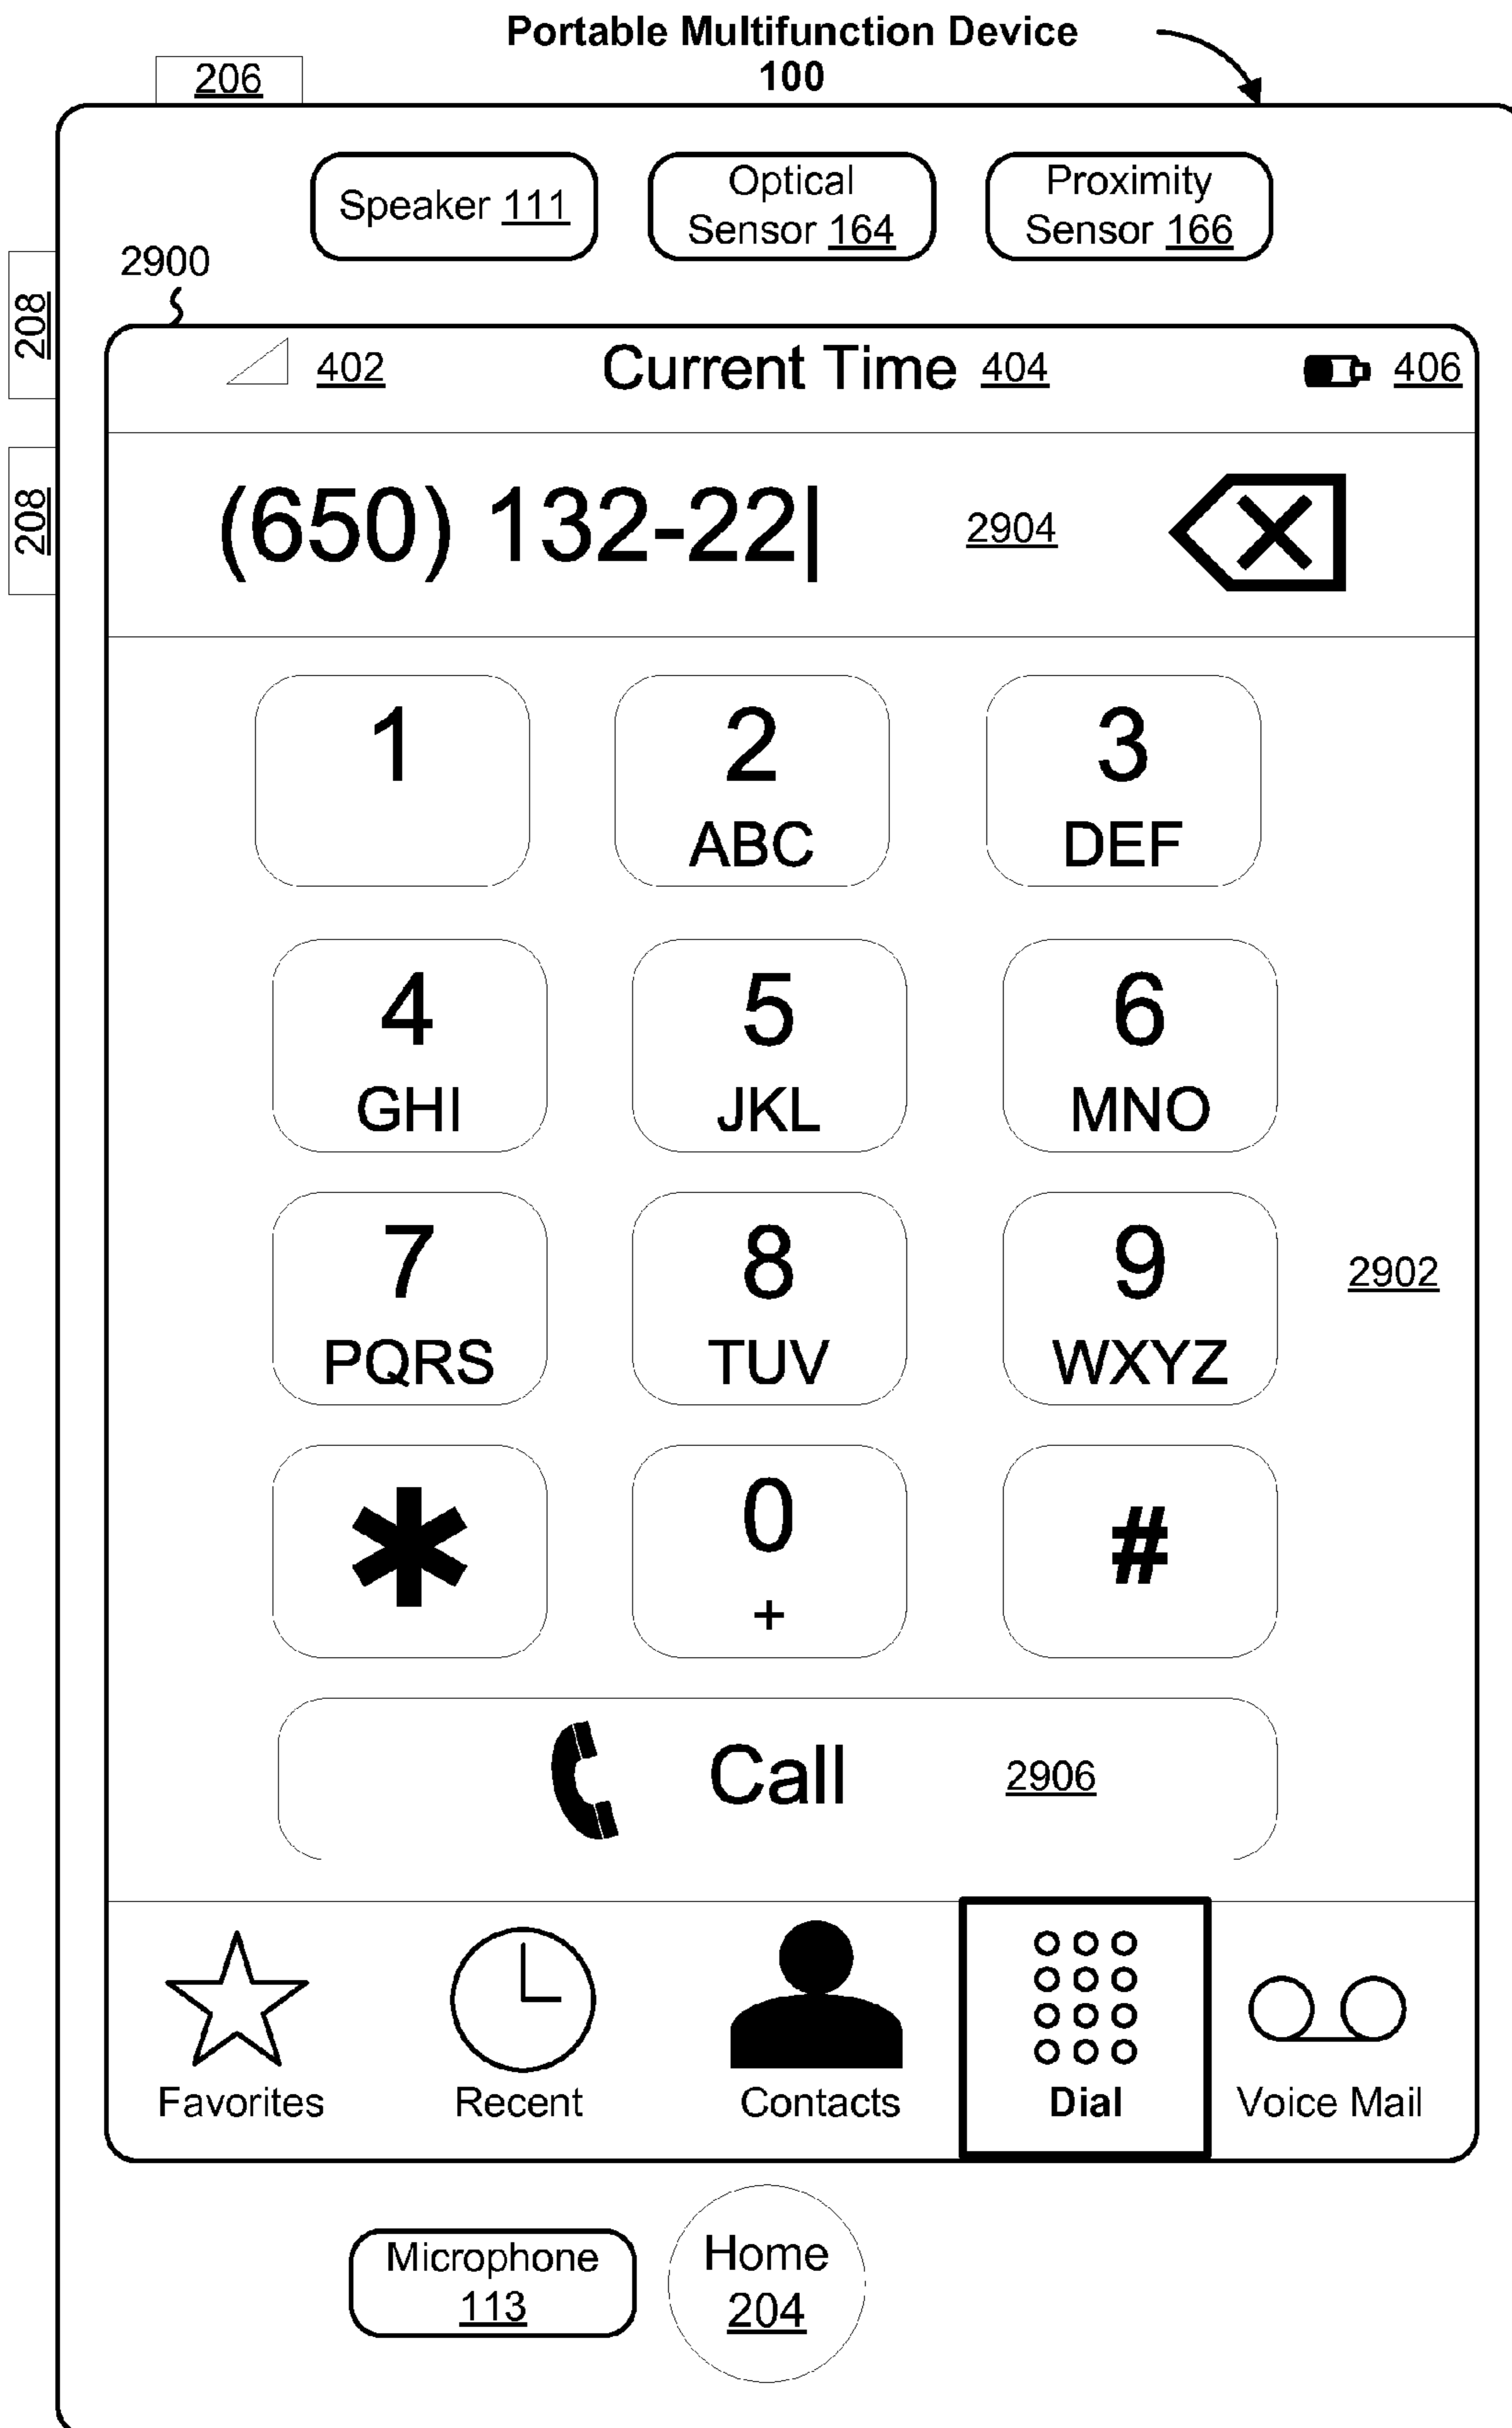 Portable Multifunction Device
100
206
Speaker 111
Optical
Sensor 164
Proximity
Sensor 166
2900
208
402
Current Time 404
406
208
(650) 132-22|
2904
1
2
ABC
3
DEF
4
GHI
5
JKL
6
MNO
7
PQRS
8
TUV
9
WXYZ
2902
*
0
+
#
Call
2906
Favorites
Recent
Contacts
Dial
Voice Mail
Microphone
113
Home
204